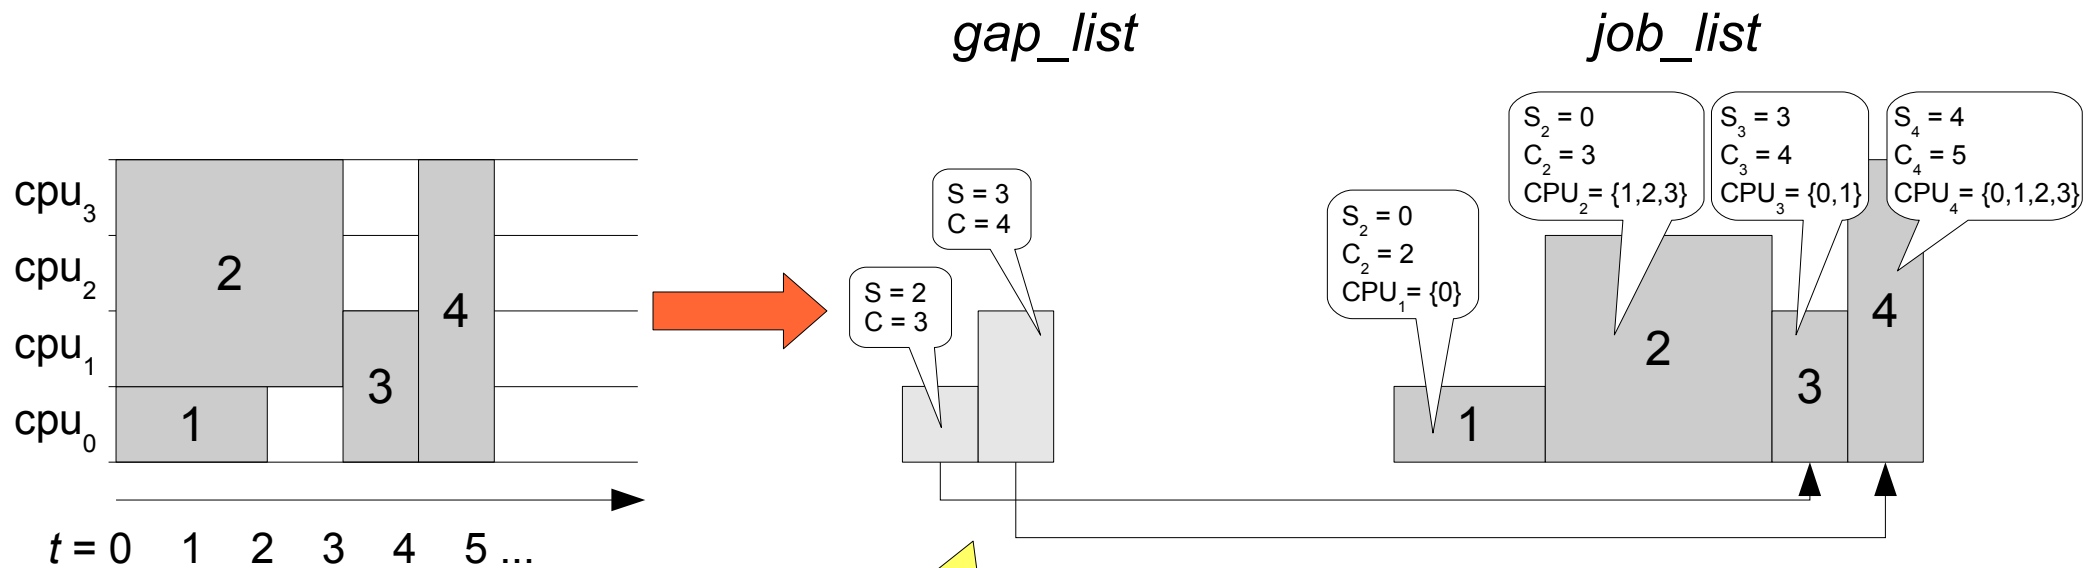 gap_list
job_list
cpu3
cpu2
cpu1
cpu0
2
4
3
1
t = 0 1 2 3 4 5 ...
S = 3
C = 4
S = 2
C = 3
S2 = 0
C2 = 2
CPU1= {0}
S2 = 0
C2 = 3
CPU2= {1,2,3}
S3 = 3
C3 = 4
CPU3= {0,1}
S4 = 4
C4 = 5
CPU4= {0,1,2,3}
1
2
3
4